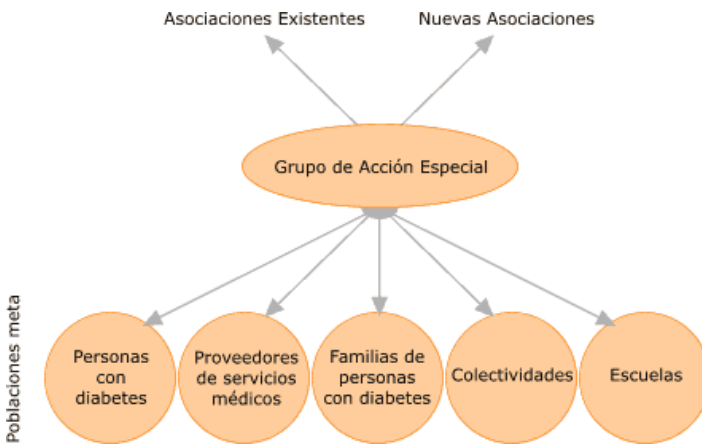 Asociaciones Existentes
Nuevas Asociaciones
Grupo de Acción Especial
Poblaciones meta
Personas
con
diabetes
Proveedores
de servicios
médicos
Familias de
personas
con diabetes
Colectividades
Escuelas